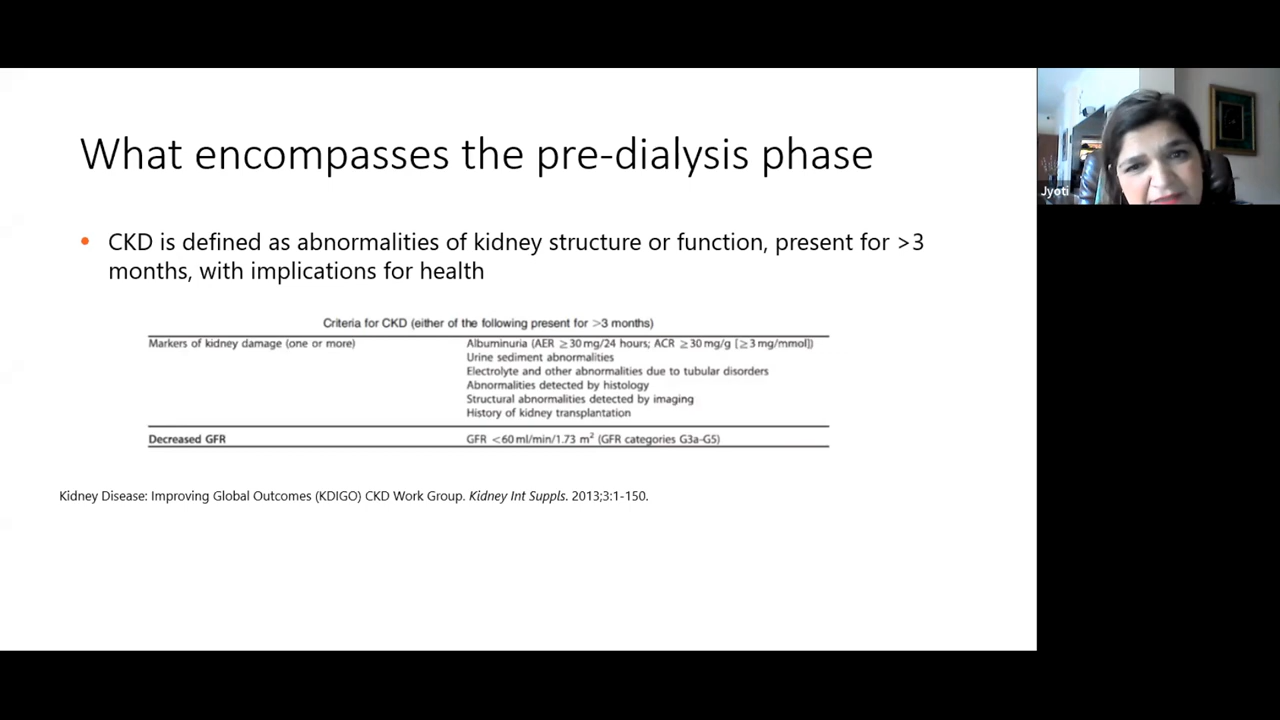 What encompasses the pre-dialysis phase
• CKD is defined as abnormalities of kidney structure or function, present for >3
months, with implications for health
Criteria for CKD (either of the following present for >3 months)
Markers of kidney damage (one or more) Albuminuria (AER ≥30 mg/24 hours; ACR ≥30 mg/g [≥3 mg/mmol])
Urine sediment abnormalities
Electrolyte and other abnormalities due to tubular disorders
Abnormalities detected by histology
Structural abnormalities detected by imaging
History of kidney transplantation
Decreased GFR GFR <60 ml/min/1.73 m² (GFR categories G3a-G5)
Kidney Disease: Improving Global Outcomes (KDIGO) CKD Work Group. Kidney Int Suppls. 2013;3:1-150.
Jyoti